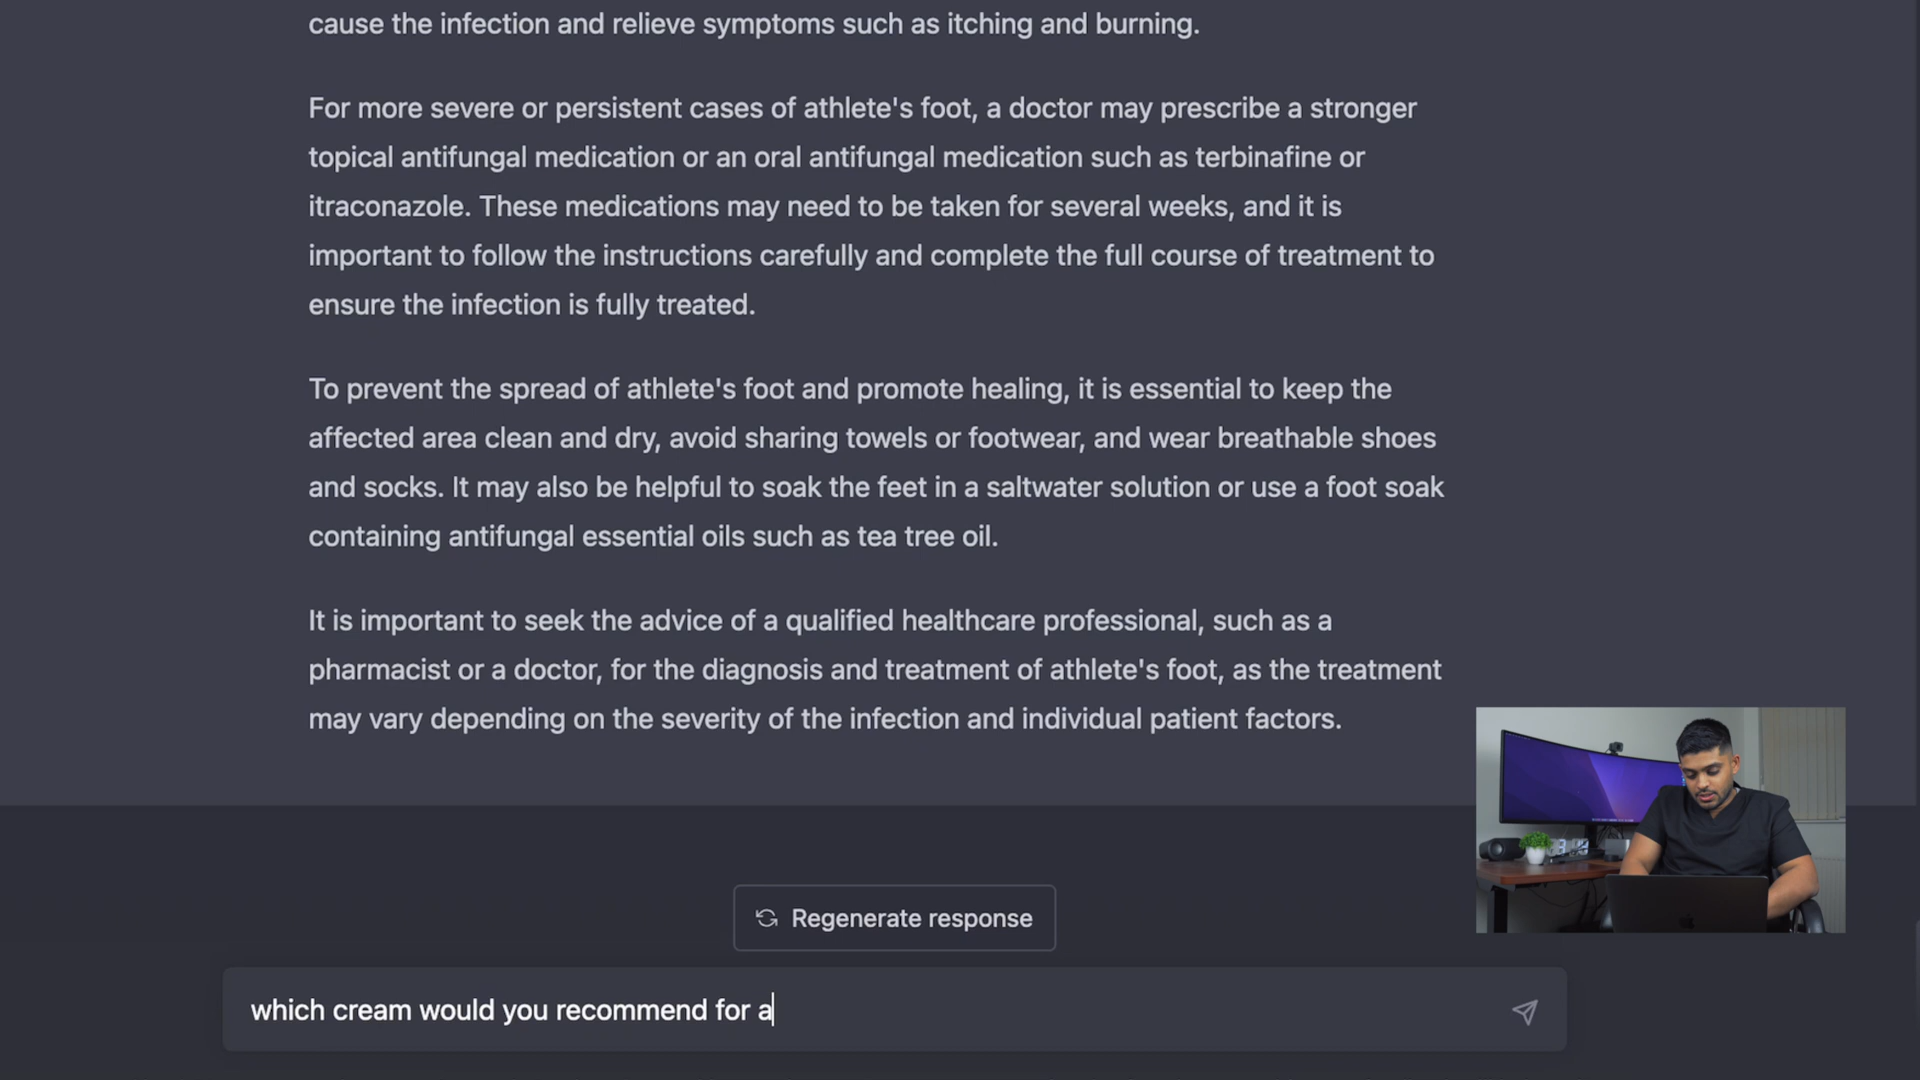 cause the infection and relieve symptoms such as itching and burning.
For more severe or persistent cases of athlete's foot, a doctor may prescribe a stronger
topical antifungal medication or an oral antifungal medication such as terbinafine or
itraconazole. These medications may need to be taken for several weeks, and it is
important to follow the instructions carefully and complete the full course of treatment to
ensure the infection is fully treated.
To prevent the spread of athlete's foot and promote healing, it is essential to keep the
affected area clean and dry, avoid sharing towels or footwear, and wear breathable shoes
and socks. It may also be helpful to soak the feet in a saltwater solution or use a foot soak
containing antifungal essential oils such as tea tree oil.
It is important to seek the advice of a qualified healthcare professional, such as a
pharmacist or a doctor, for the diagnosis and treatment of athlete's foot, as the treatment
may vary depending on the severity of the infection and individual patient factors.
Regenerate response
which cream would you recommend for a